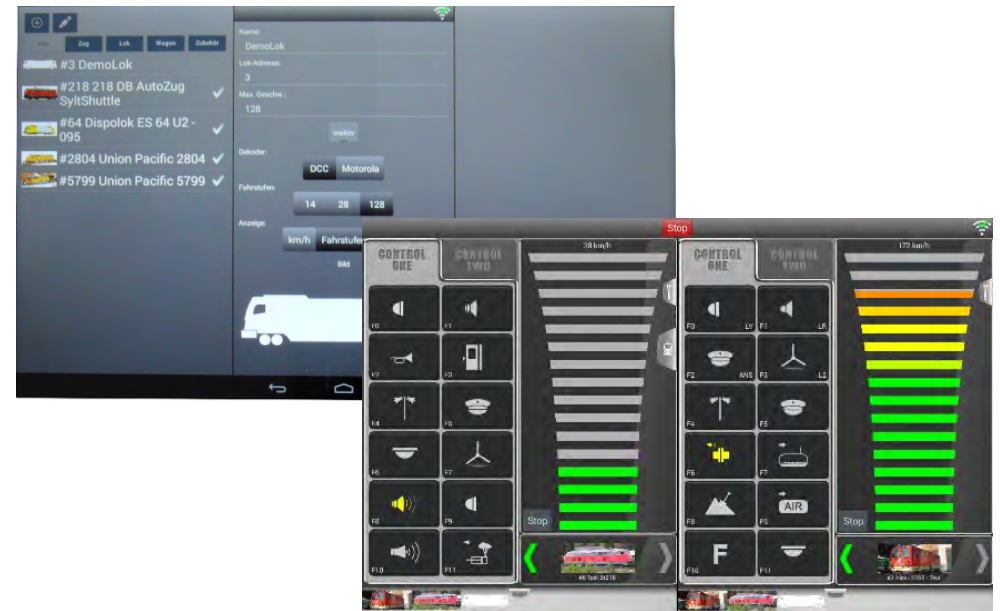 Zug Lok Wagen Zubehör
#3 DemoLok
#218 218 DB AutoZug
SyltShuttle
#64 Dispolok ES 64 U2 -
095
#2804 Union Pacific 2804
#5799 Union Pacific 5799
Name:
DemoLok
Lok-Adresse:
3
Max. Geschw.:
128
Inaktiv
Dekoder:
DCC Motorola
Fahrstufen:
14 28 128
Anzeige:
km/h Fahrstufen
Bild
Stop
CONTROL
ONE
CONTROL
TWO
28 km/h
F0 F1
F2 F3
F4 F5
F6 F7
F8 F9
F10 F11
Stop
CONTROL
ONE
CONTROL
TWO
172 km/h
F0 LV F1 LR
F2 ANS F3 L2
F4 F5
F6 F7
AIR
F8 F9
F
F10 F11
Stop